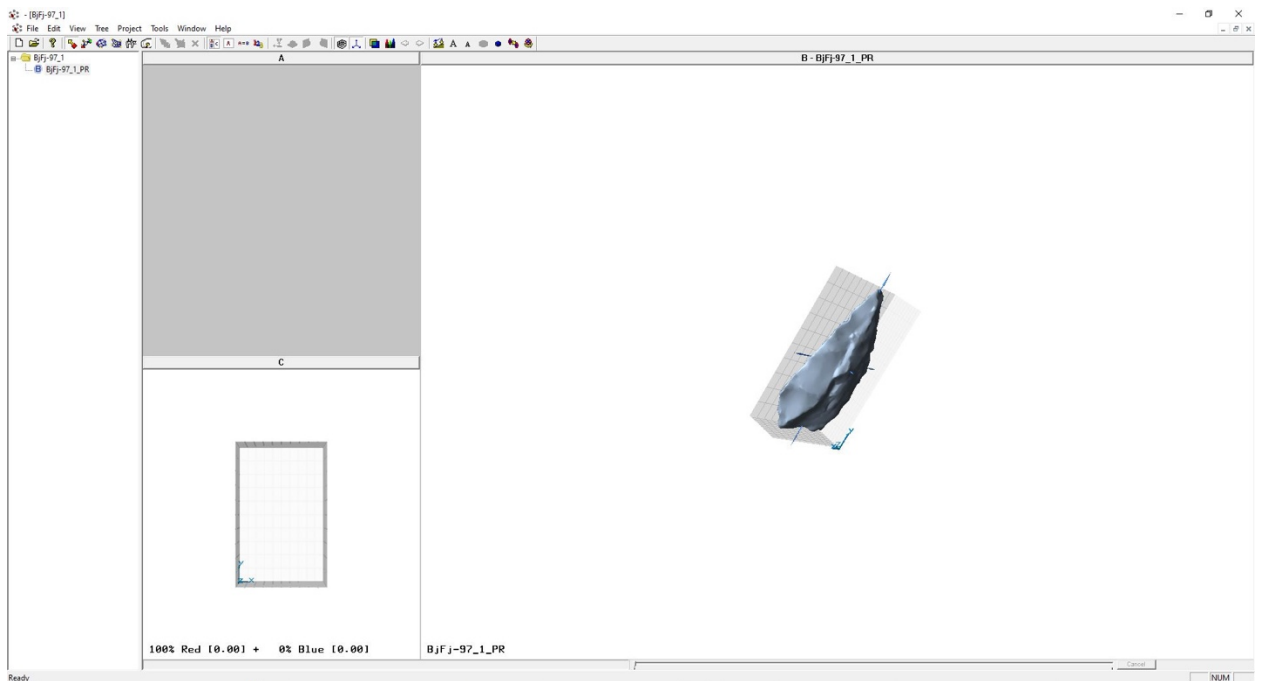 - [BjFj-97_1]
File Edit View Tree Project Tools Window Help
BjFj-97_1
BjFj-97_1_PR
A
B - BjFj-97_1_PR
C
Y
X
100% Red [0.00] + 0% Blue [0.00]
BjFj-97_1_PR
Cancel
Ready
NUM